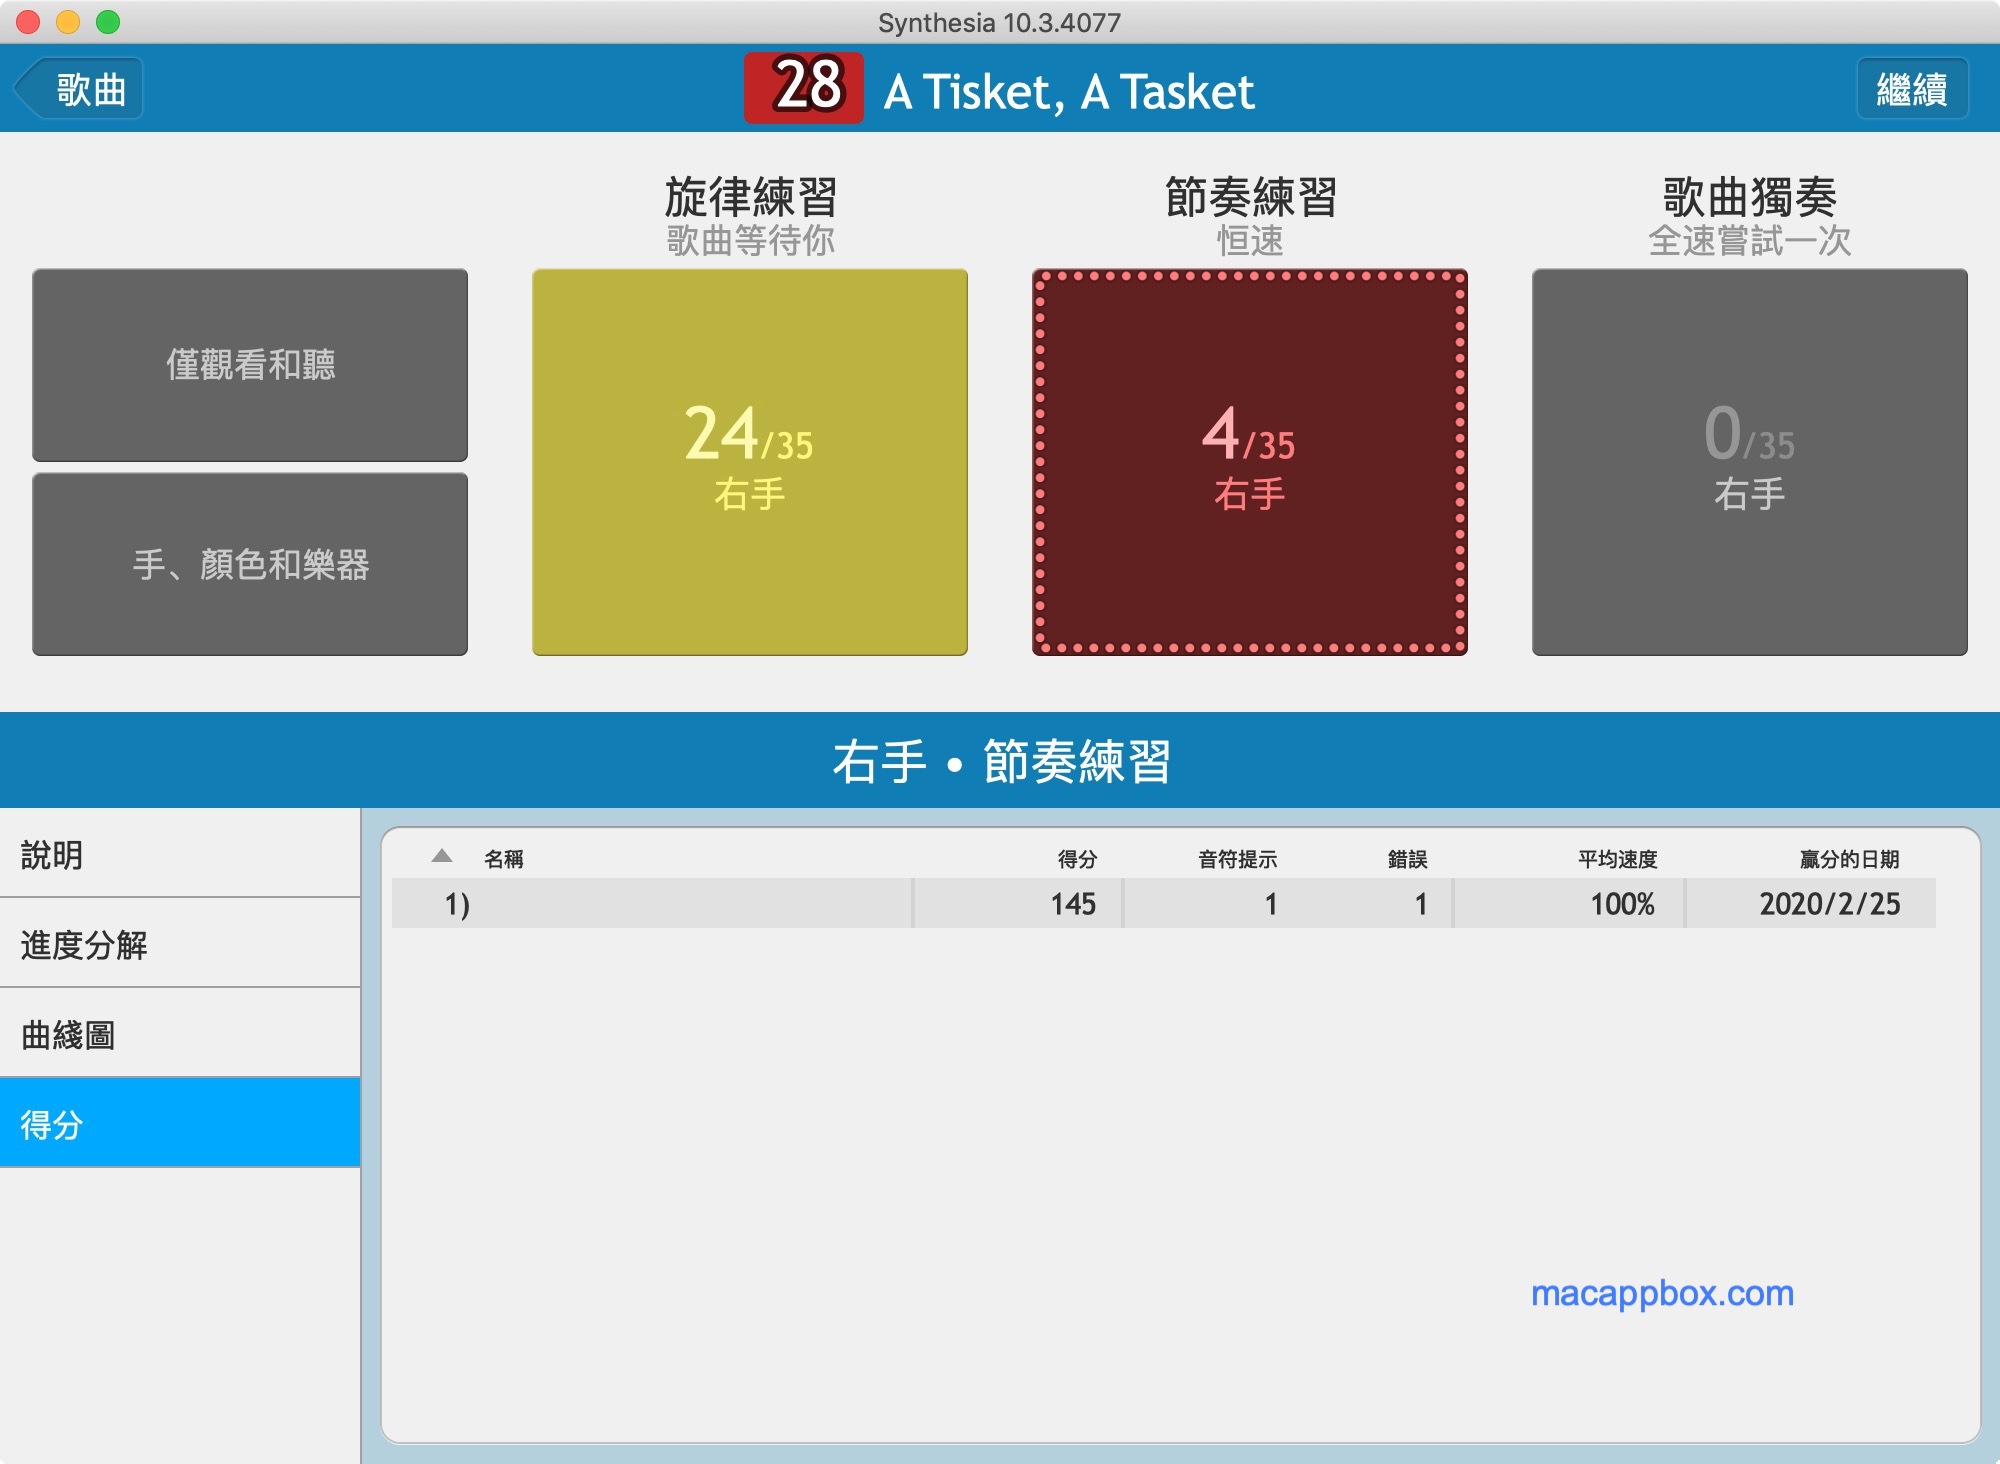 Synthesia 10.3.4077
歌曲
28 A Tisket, A Tasket
繼續
旋律練習
歌曲等待你
節奏練習
恒速
歌曲獨奏
全速嘗試一次
僅觀看和聽
手、顏色和樂器
24/35
右手
4/35
右手
0/35
右手
右手 • 節奏練習
說明
進度分解
曲綫圖
得分
名稱 得分 音符提示 錯誤 平均速度 贏分的日期
1) 145 1 1 100% 2020/2/25
macappbox.com